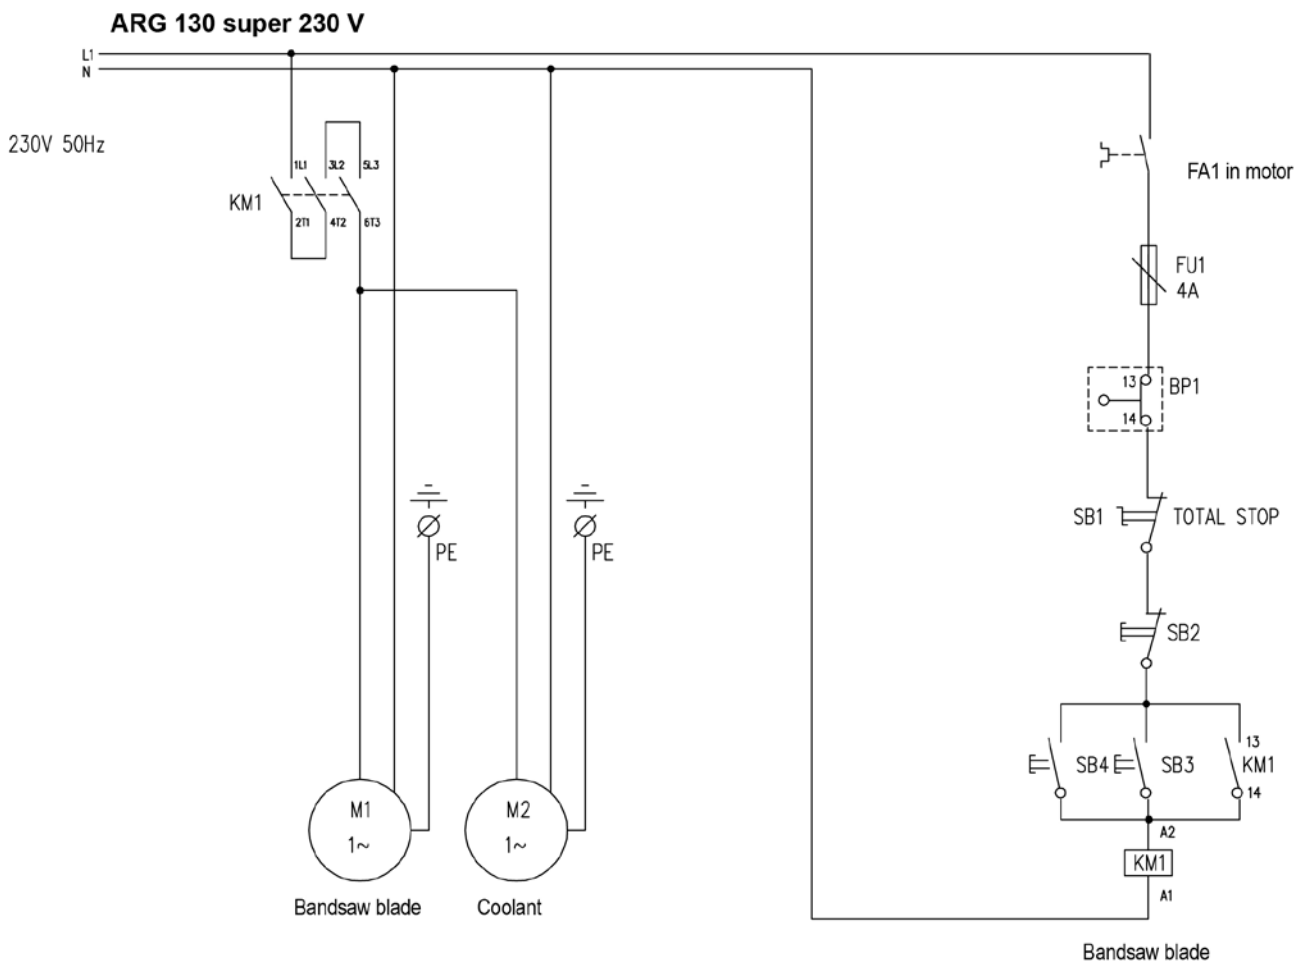 ARG 130 super 230 V
L1
N
230V 50Hz
1L1 3L2 5L3
KM1
2T1 4T2 6T3
FA1 in motor
FU1
4A
13
BP1
14
SB1 TOTAL STOP
SB2
PE PE
13
SB4 SB3 KM1
14
A2
KM1
A1
M1 M2
1~ 1~
Bandsaw blade Coolant
Bandsaw blade